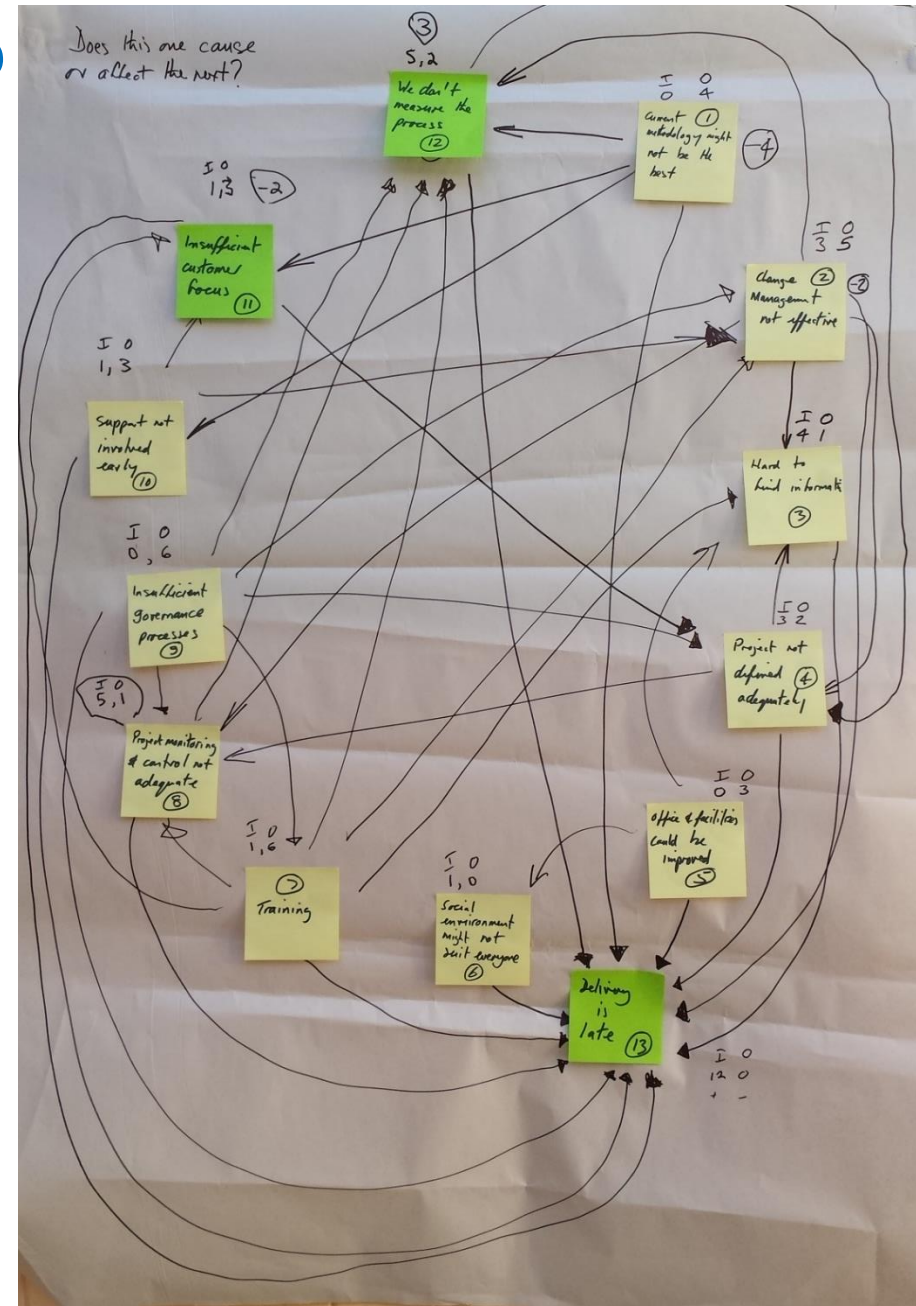 Does this one cause
or affect the next?
3
5, 2
We don't
measure the
process
12
I O
0 4
Current 1
methodology might
not be the
best
-4
I O
1, 3 -2
Insufficient
customer
focus 11
I O
3 5
Change 2
Management
not effective
-2
I O
1, 3
Support not
involved
early
10
I O
4 1
Hard to
find informati
3
I O
0, 6
Insufficient
governance
processes
9
I O
3 2
Project not
defined 4
adequately
I O
5, 1
Project monitoring
& control not
adequate
8
I O
1, 6
7
Training
I O
1, 0
Social
environment
might not
suit everyone
6
I O
0 3
Office & facilities
could be
improved
5
Delivery
is
late 13
I O
12 0
+ -